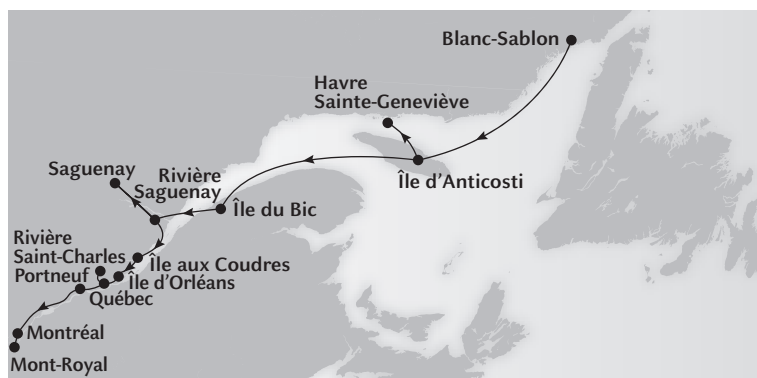 Blanc-Sablon
Havre
Sainte-Geneviève
Île d'Anticosti
Saguenay
Rivière
Saguenay
Île du Bic
Rivière
Saint-Charles
Portneuf
Île aux Coudres
Île d'Orléans
Québec
Montréal
Mont-Royal